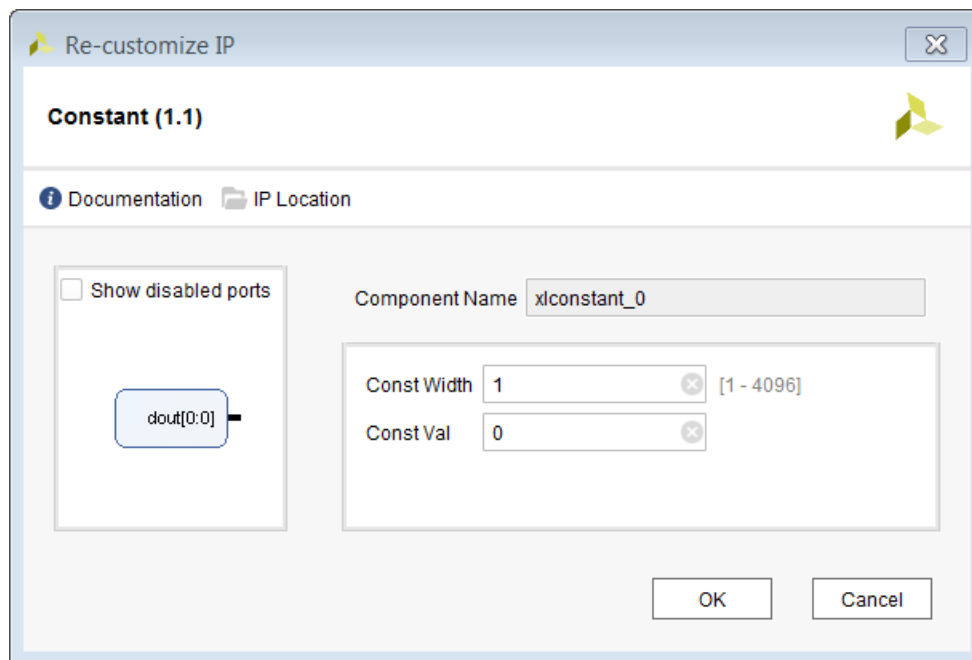 Re-customize IP
Constant (1.1)
Documentation IP Location
Show disabled ports
dout[0:0]
Component Name xlconstant_0
Const Width 1 [1 - 4096]
Const Val 0
OK Cancel